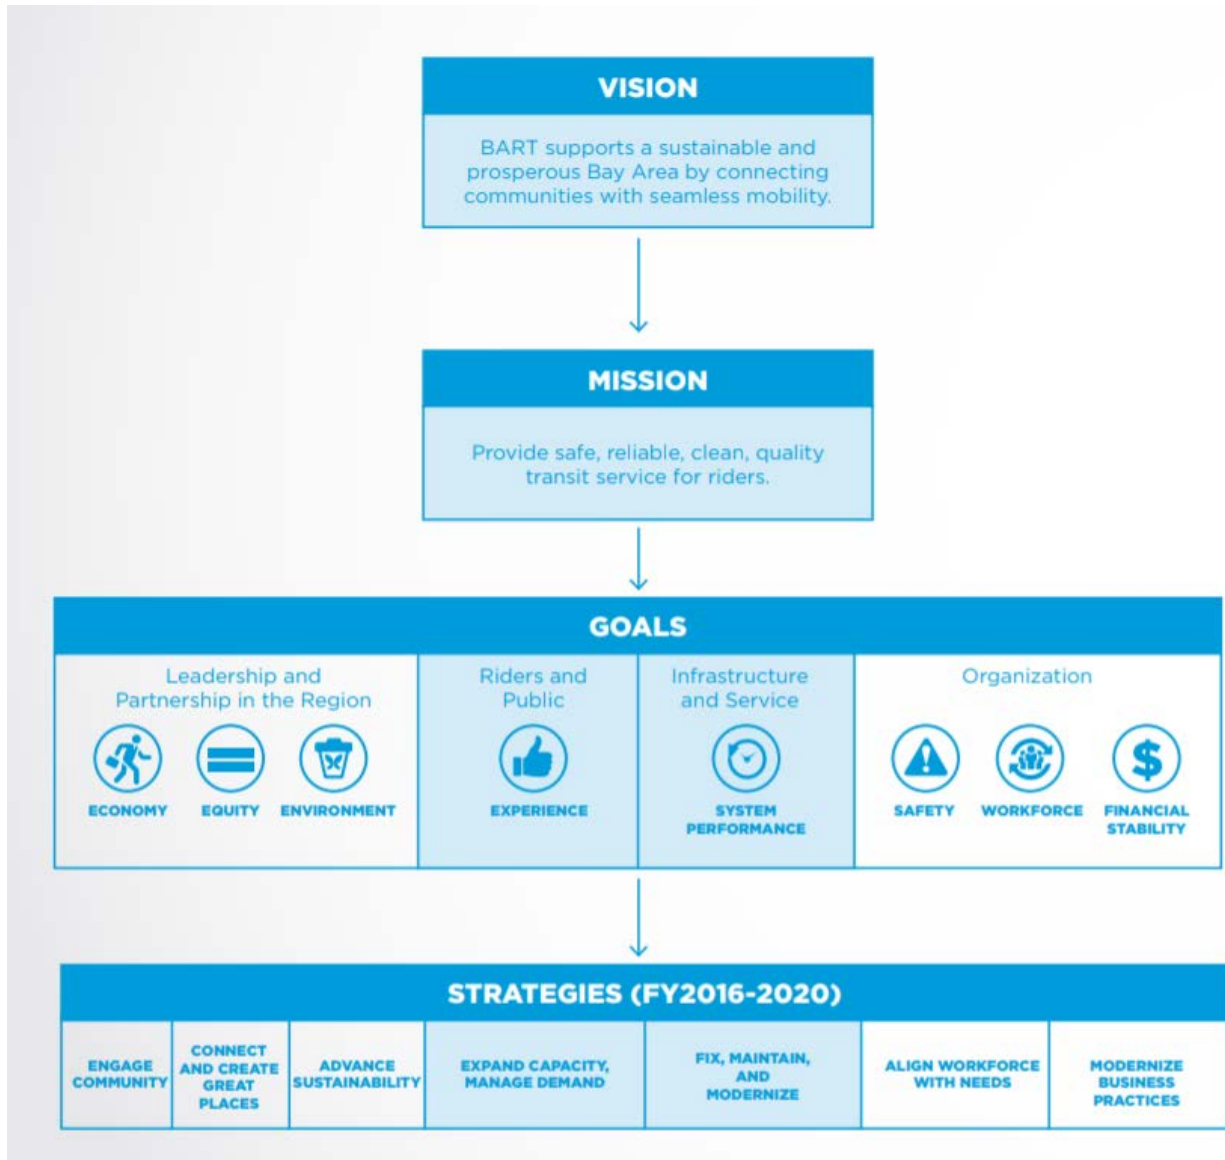 VISION
BART supports a sustainable and
prosperous Bay Area by connecting
communities with seamless mobility.
MISSION
Provide safe, reliable, clean, quality
transit service for riders.
GOALS
Leadership and
Partnership in the Region
ECONOMY
EQUITY
ENVIRONMENT
Riders and
Public
EXPERIENCE
Infrastructure
and Service
SYSTEM
PERFORMANCE
Organization
SAFETY
WORKFORCE
FINANCIAL
STABILITY
STRATEGIES (FY2016-2020)
ENGAGE
COMMUNITY
CONNECT
AND CREATE
GREAT
PLACES
ADVANCE
SUSTAINABILITY
EXPAND CAPACITY,
MANAGE DEMAND
FIX, MAINTAIN,
AND
MODERNIZE
ALIGN WORKFORCE
WITH NEEDS
MODERNIZE
BUSINESS
PRACTICES